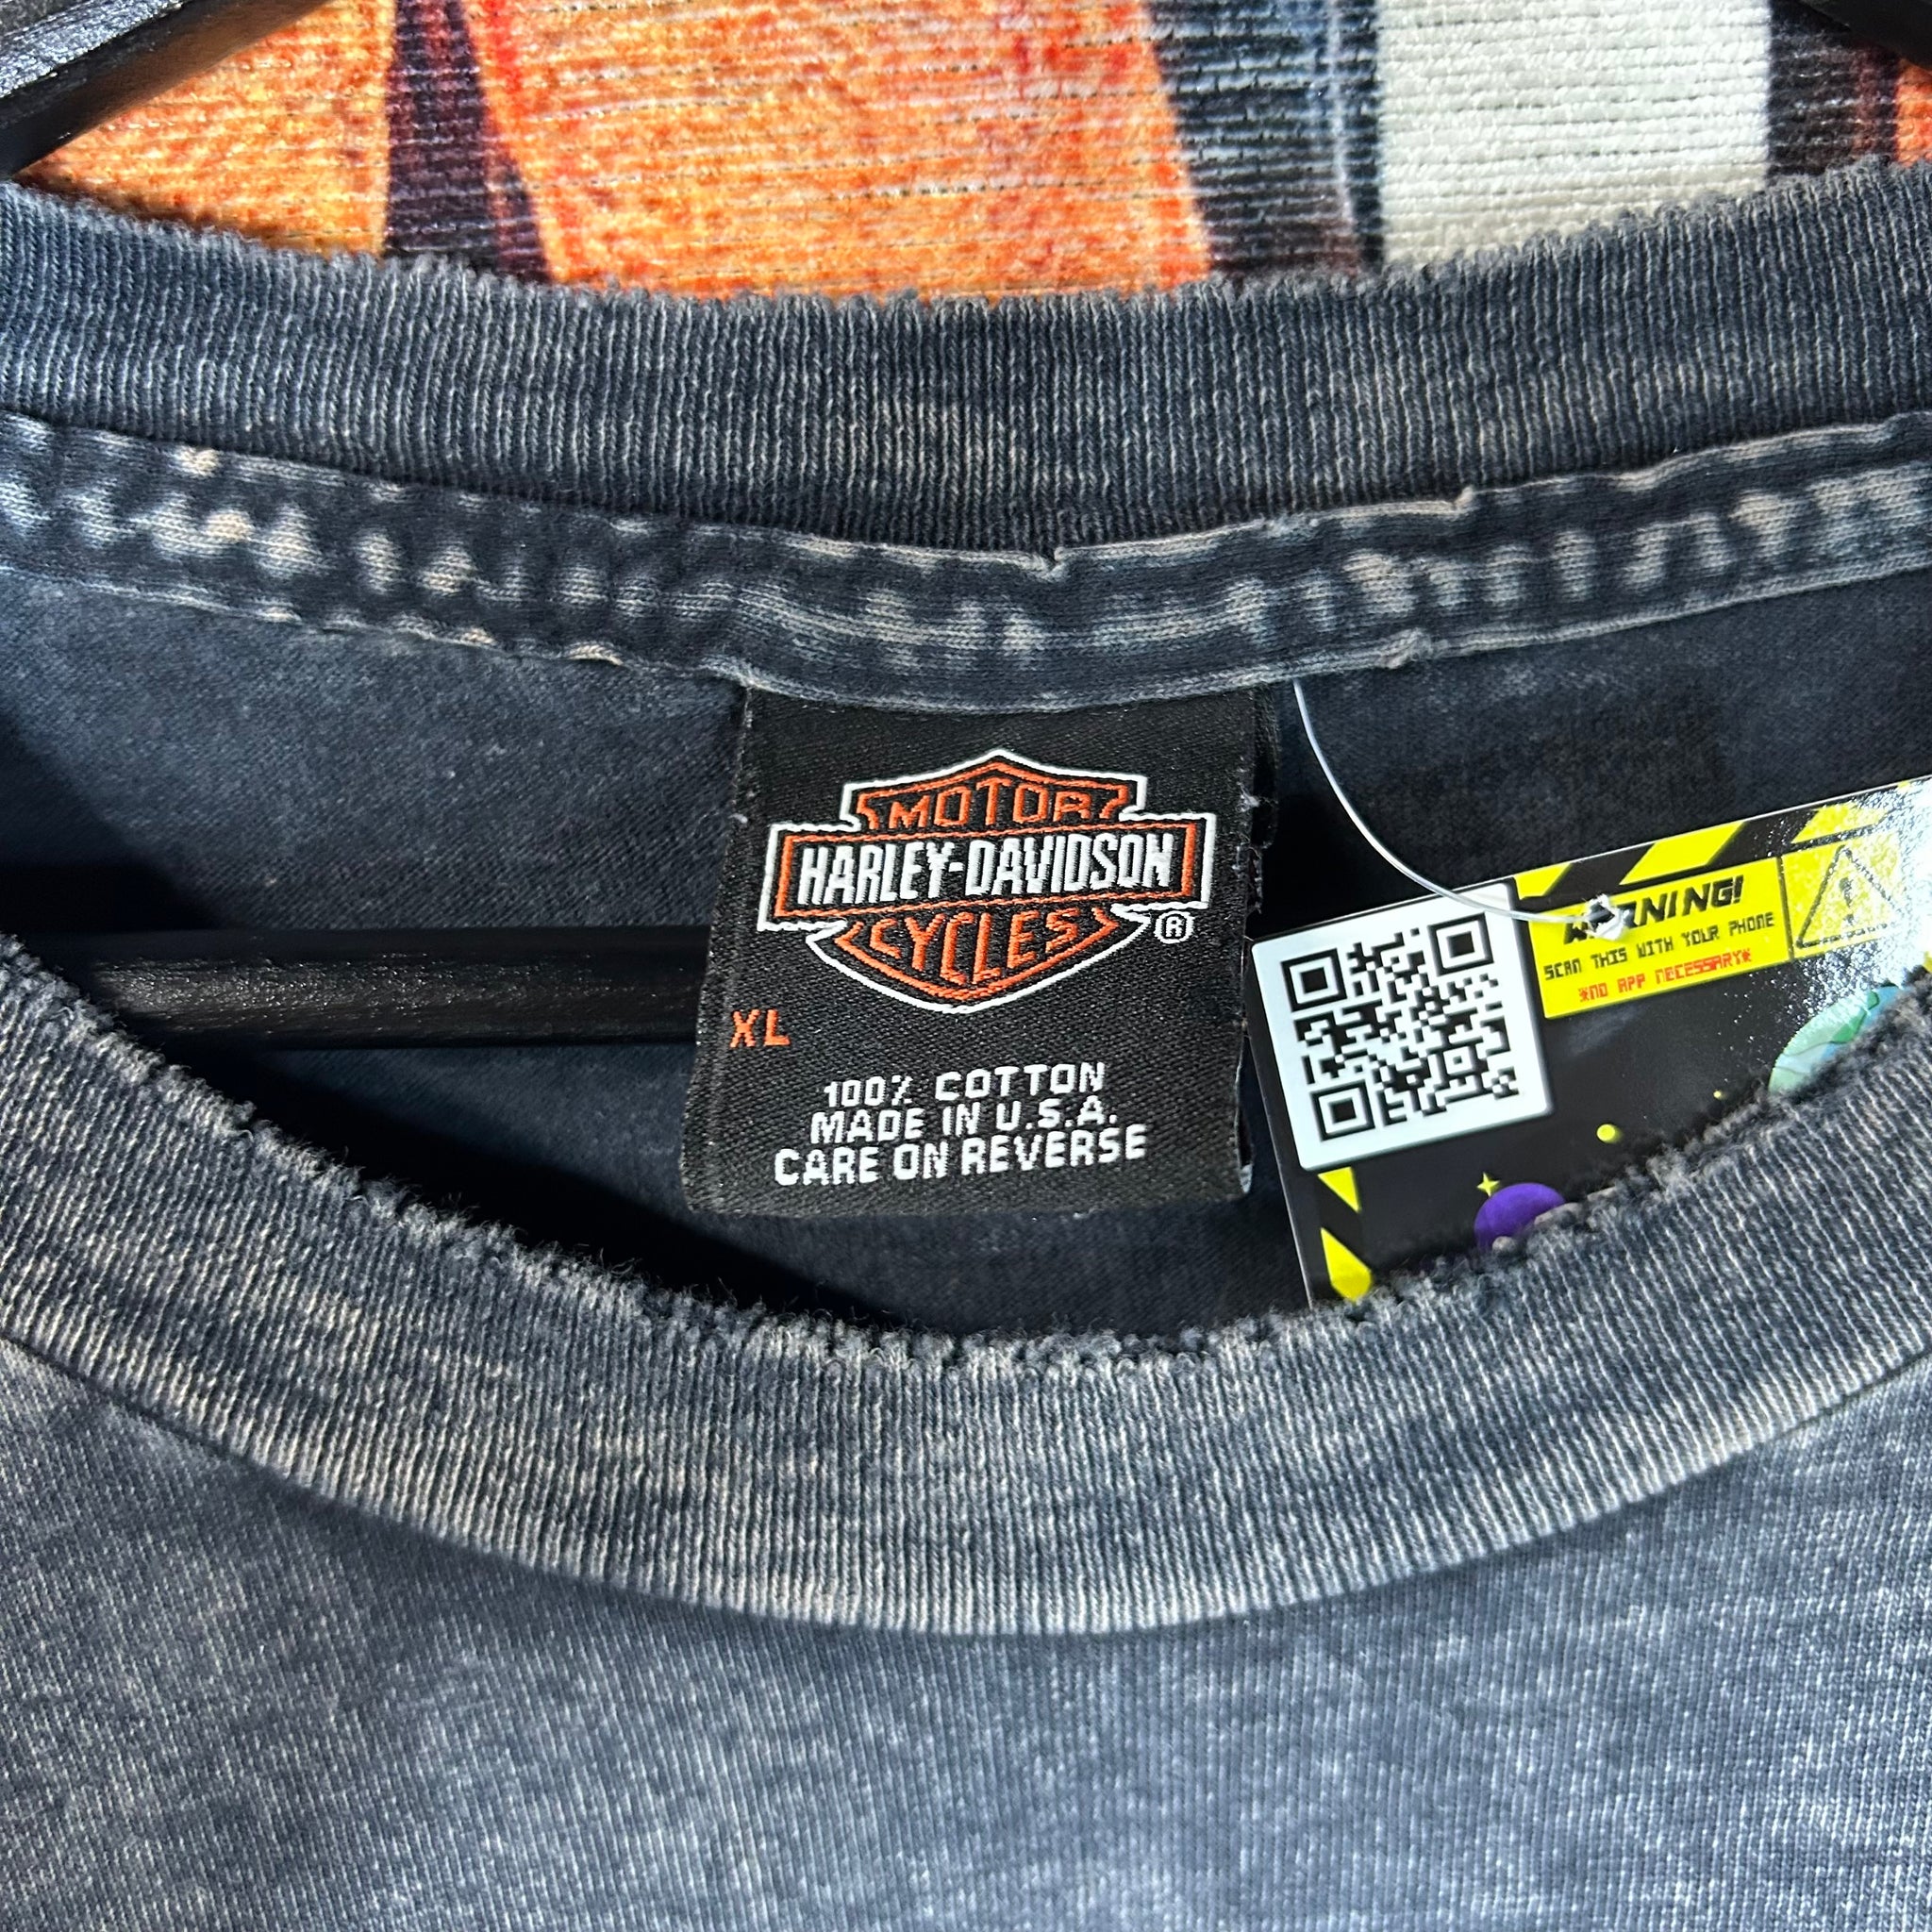 MOTOR
HARLEY-DAVIDSON
CYCLES ®
XL
100% COTTON
MADE IN U.S.A.
CARE ON REVERSE
WARNING!
SCAN THIS WITH YOUR PHONE
*NO APP NECESSARY*